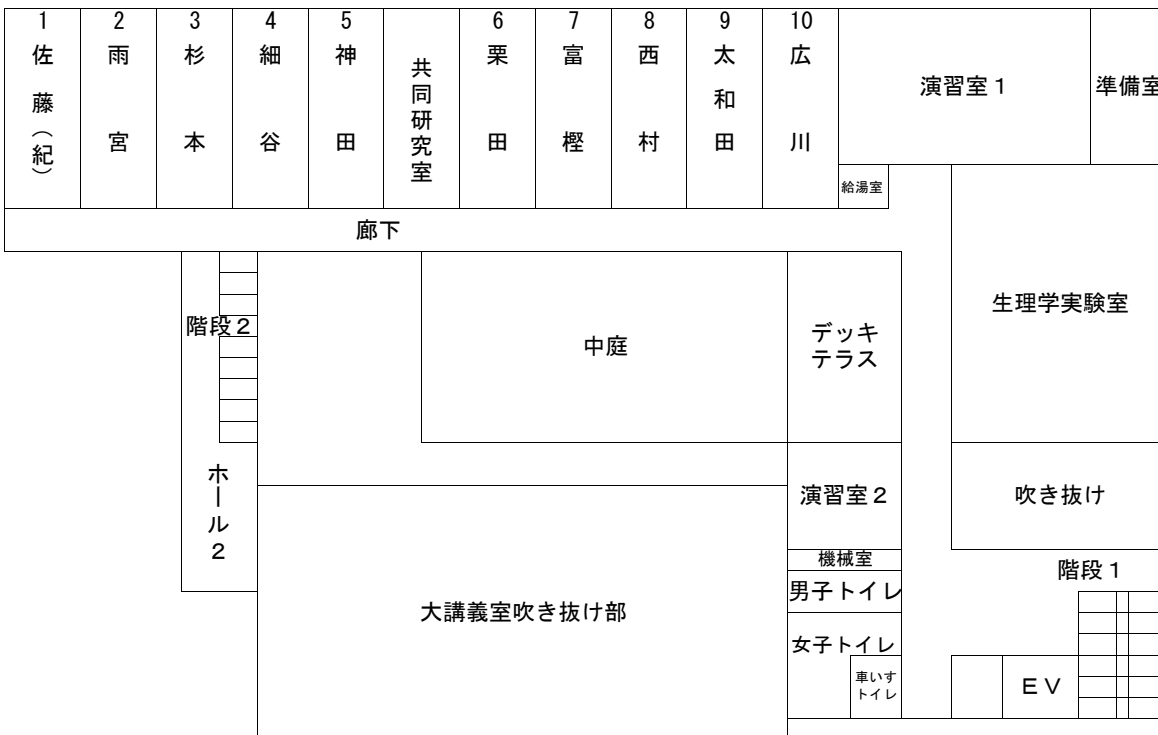 1
佐藤(紀)
2
雨宮
3
杉本
4
細谷
5
神田
共同研究室
6
栗田
7
富樫
8
西村
9
太和田
10
広川
演習室1
準備室
給湯室
廊下
生理学実験室
階段2
中庭
デッキ
テラス
ホール2
演習室2
吹き抜け
機械室
階段1
男子トイレ
大講義室吹き抜け部
女子トイレ
車いす
トイレ
EV